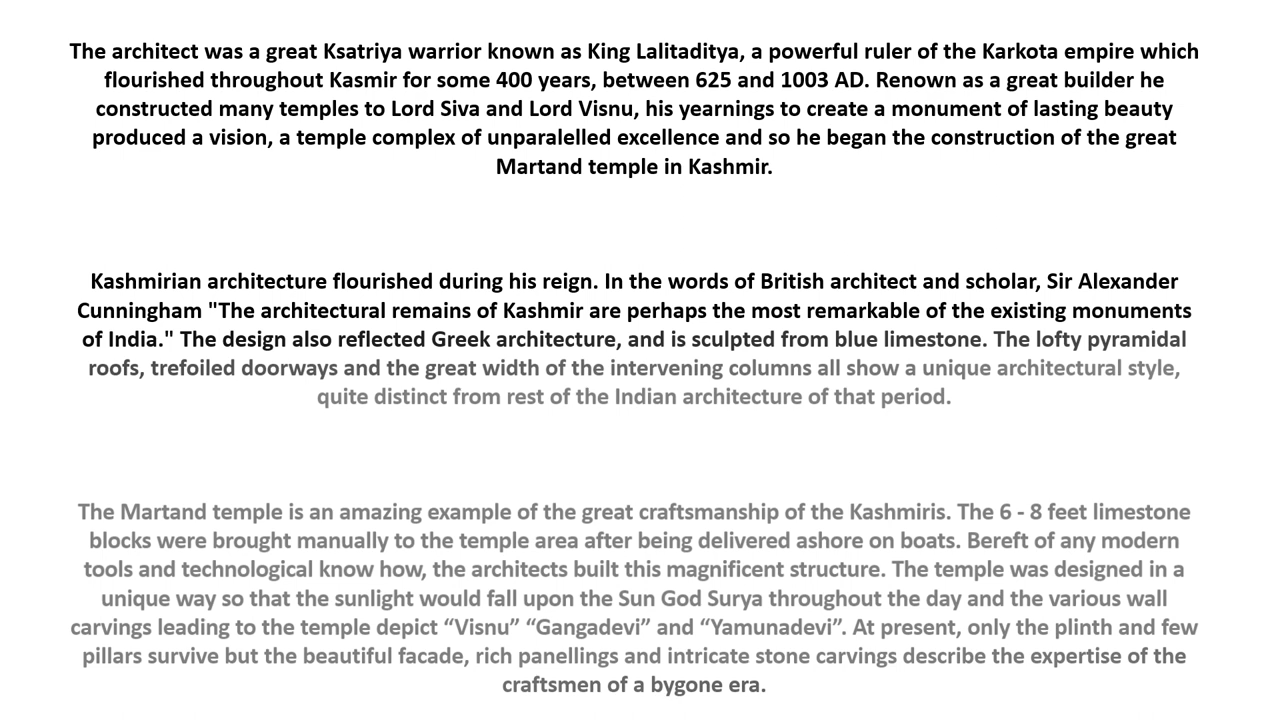 The architect was a great Ksatriya warrior known as King Lalitaditya, a powerful ruler of the Karkota empire which
flourished throughout Kasmir for some 400 years, between 625 and 1003 AD. Renown as a great builder he
constructed many temples to Lord Siva and Lord Visnu, his yearnings to create a monument of lasting beauty
produced a vision, a temple complex of unparalelled excellence and so he began the construction of the great
Martand temple in Kashmir.
Kashmirian architecture flourished during his reign. In the words of British architect and scholar, Sir Alexander
Cunningham "The architectural remains of Kashmir are perhaps the most remarkable of the existing monuments
of India." The design also reflected Greek architecture, and is sculpted from blue limestone. The lofty pyramidal
roofs, trefoiled doorways and the great width of the intervening columns all show a unique architectural style,
quite distinct from rest of the Indian architecture of that period.
The Martand temple is an amazing example of the great craftsmanship of the Kashmiris. The 6 - 8 feet limestone
blocks were brought manually to the temple area after being delivered ashore on boats. Bereft of any modern
tools and technological know how, the architects built this magnificent structure. The temple was designed in a
unique way so that the sunlight would fall upon the Sun God Surya throughout the day and the various wall
carvings leading to the temple depict “Visnu” “Gangadevi” and “Yamunadevi”. At present, only the plinth and few
pillars survive but the beautiful facade, rich panellings and intricate stone carvings describe the expertise of the
craftsmen of a bygone era.